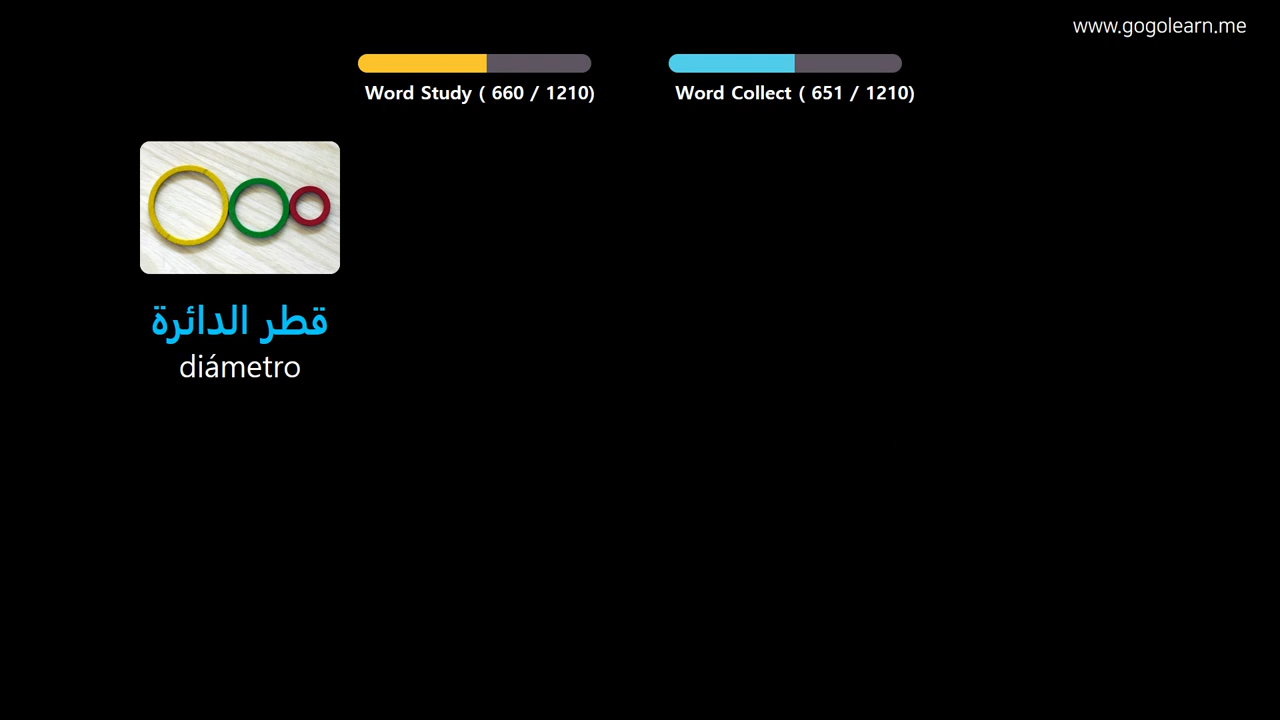 www.gogolearn.me
Word Study ( 660 / 1210)
Word Collect ( 651 / 1210)
قطر الدائرة
diámetro